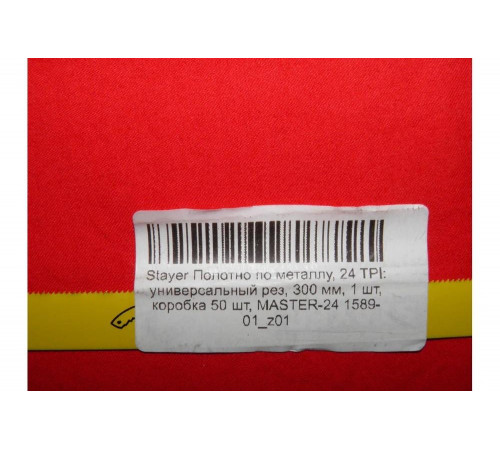 Stayer Полотно по металлу, 24 TPI:
универсальный рез, 300 мм, 1 шт,
коробка 50 шт, MASTER-24 1589-
01_z01